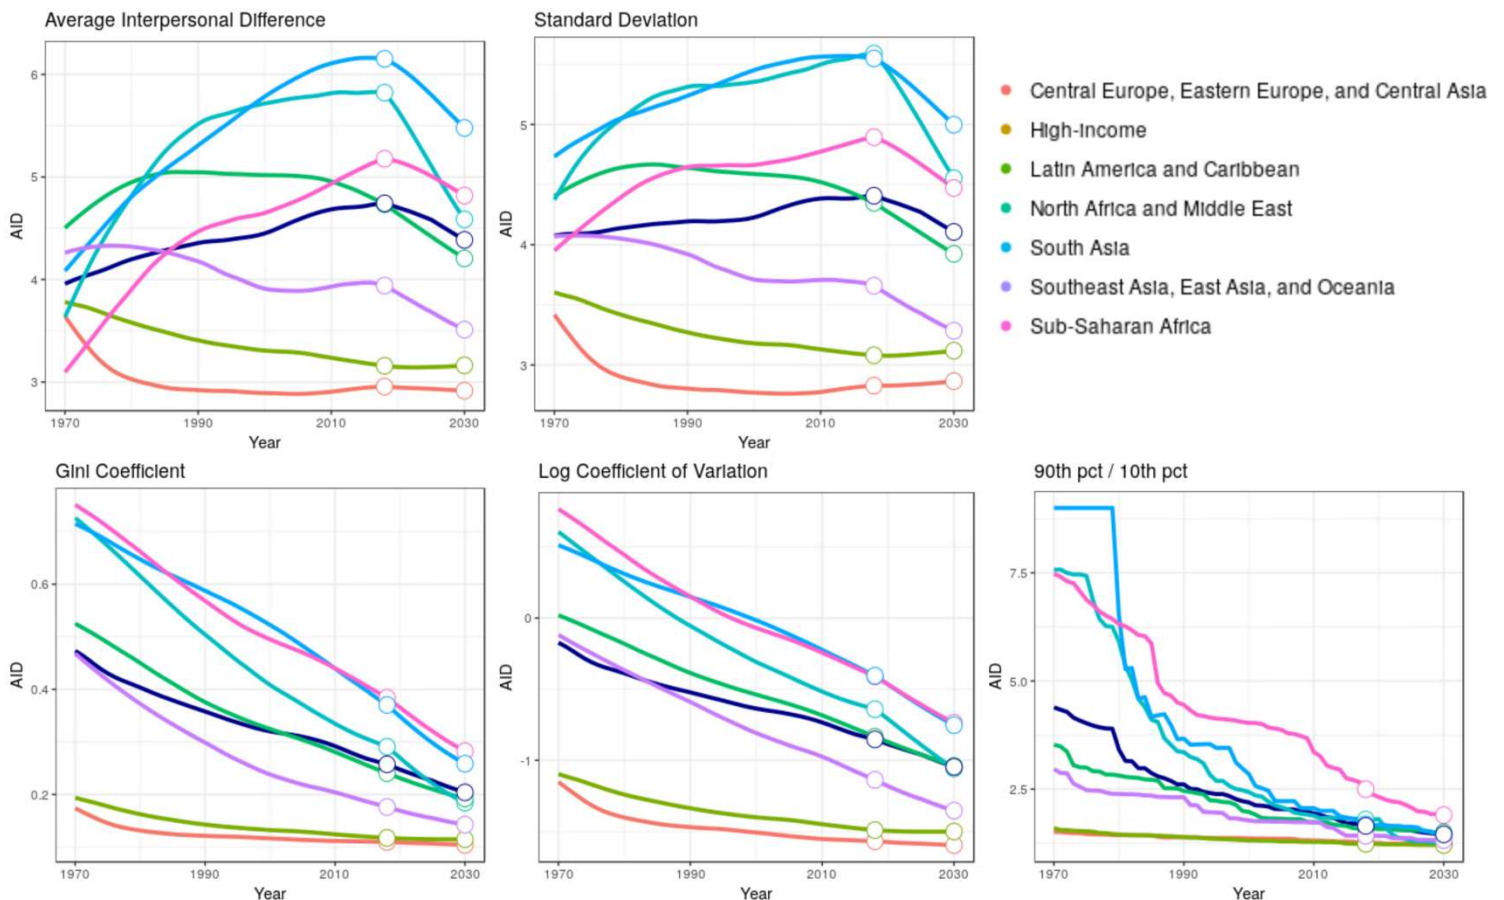 Average Interpersonal Difference
Standard Deviation
AID
6
5
4
3
1970 1990 2010 2030
Year
AID
5
4
3
1970 1990 2010 2030
Year
Central Europe, Eastern Europe, and Central Asia
High-income
Latin America and Caribbean
North Africa and Middle East
South Asia
Southeast Asia, East Asia, and Oceania
Sub-Saharan Africa
Gini Coefficient
Log Coefficient of Variation
90th pct / 10th pct
AID
0.6
0.4
0.2
1970 1990 2010 2030
Year
AID
0
-1
1970 1990 2010 2030
Year
AID
7.5
5.0
2.5
1970 1990 2010 2030
Year